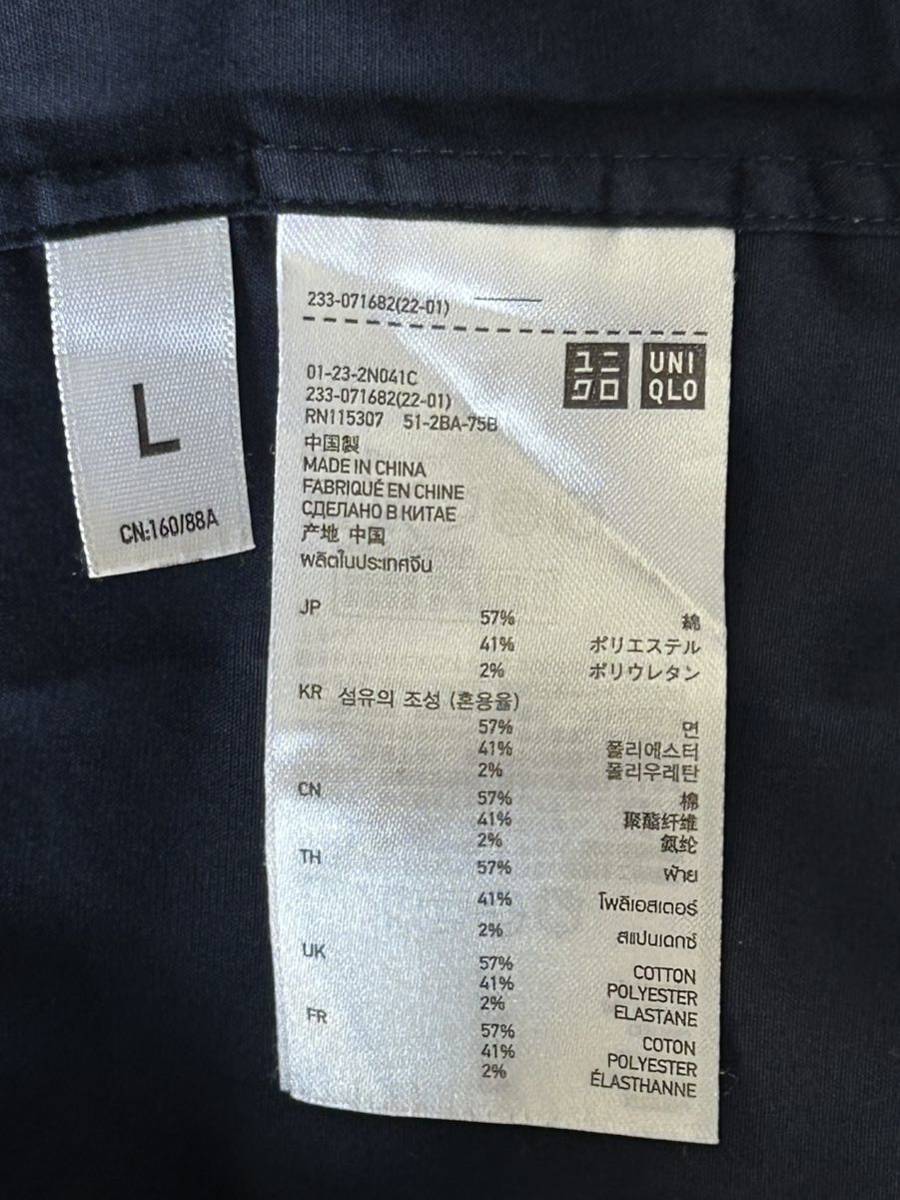 L
CN:160/88A
233-071682(22-01)
ユニ
クロ
UNI
QLO
01-23-2N041C
233-071682(22-01)
RN115307 51-2BA-75B
中国製
MADE IN CHINA
FABRIQUÉ EN CHINE
СДЕЛАНО В КИТАЕ
产地 中国
ผลิตในประเทศจีน
JP
57% 綿
41% ポリエステル
2% ポリウレタン
KR 섬유의 조성 (혼용율)
57% 면
41% 폴리에스터
2% 폴리우레탄
CN
57% 棉
41% 聚酯纤维
2% 氨纶
TH
57% ฝ้าย
41% โพลิเอสเตอร์
2% สแปนเดกซ์
UK
57% COTTON
41% POLYESTER
2% ELASTANE
FR
57% COTON
41% POLYESTER
2% ÉLASTHANNE